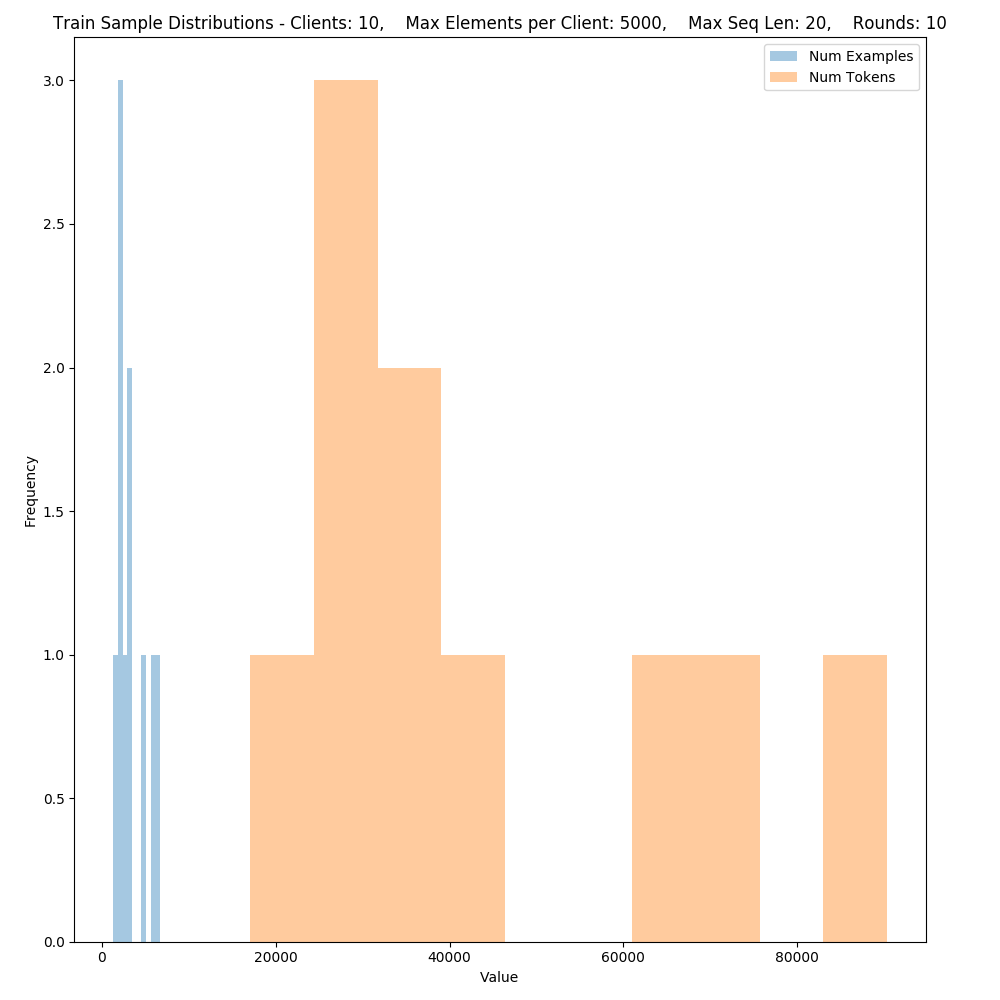 Train Sample Distributions - Clients: 10,    Max Elements per Client: 5000,    Max Seq Len: 20,    Rounds: 10
Num Examples
Num Tokens
3.0
2.5
2.0
1.5
1.0
0.5
0.0
Frequency
0
20000
40000
60000
80000
Value